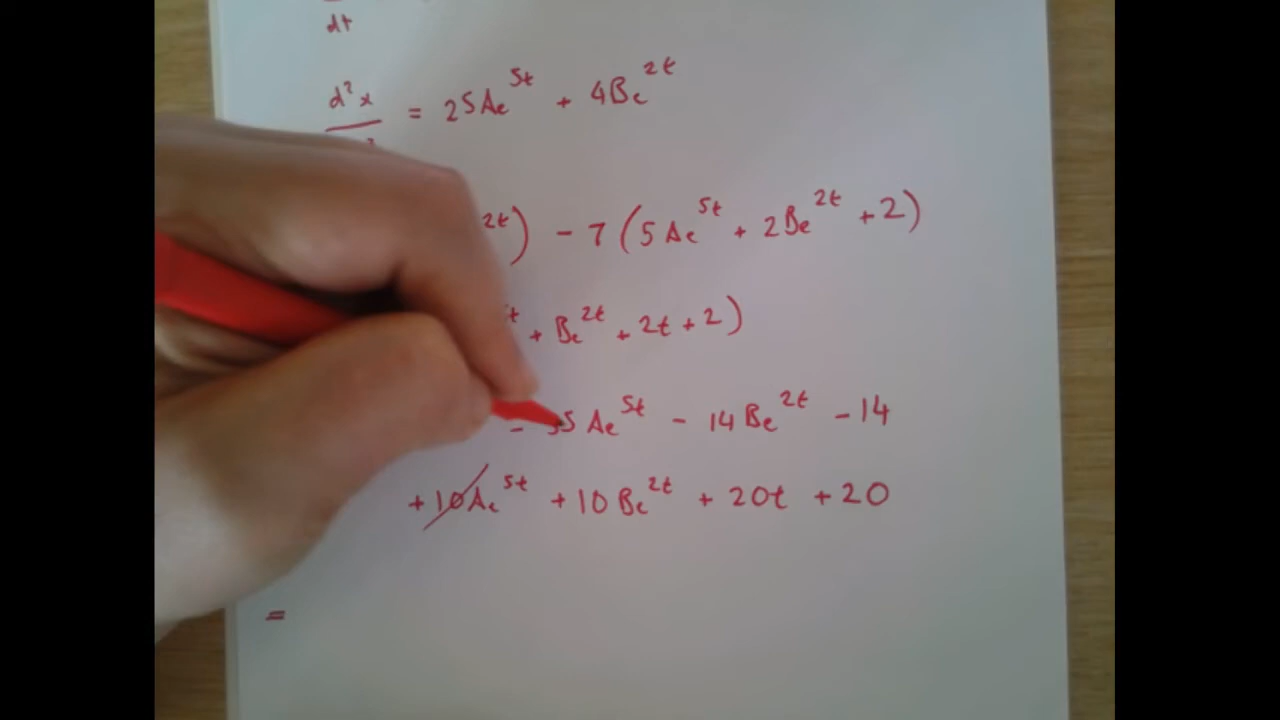 dt
d²x = 25Ae^5t + 4Be^2t
2t) - 7(5Ae^5t + 2Be^2t + 2)
t + Be^2t + 2t + 2)
- 35Ae^5t - 14Be^2t - 14
+ 10Ae^5t + 10Be^2t + 20t + 20
=